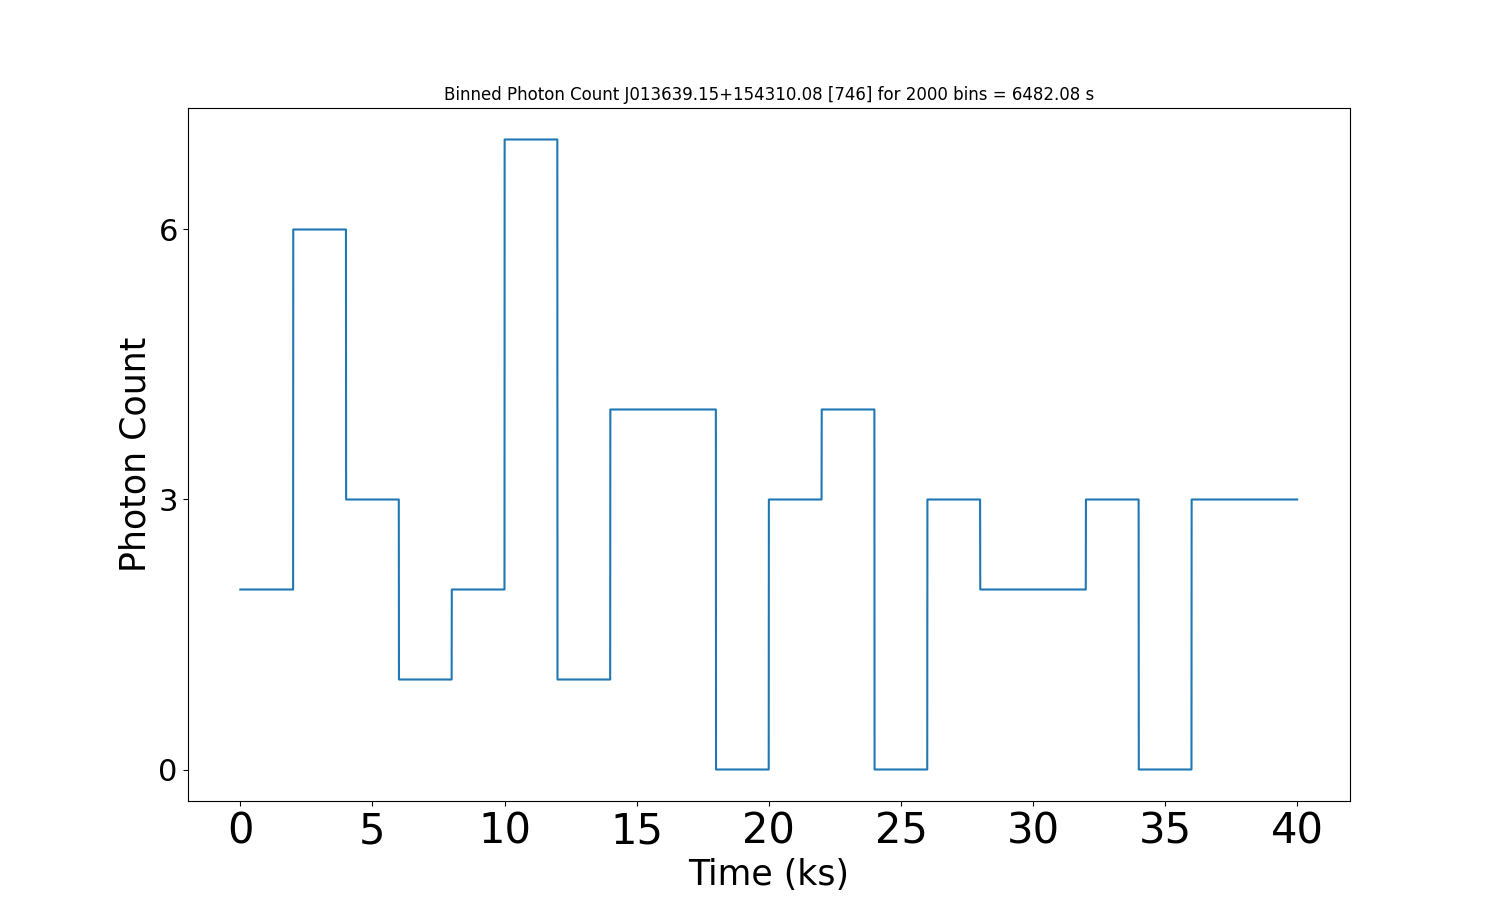 Binned Photon Count J013639.15+154310.08 [746] for 2000 bins = 6482.08 s
Photon Count
6
3
0
0 5 10 15 20 25 30 35 40
Time (ks)